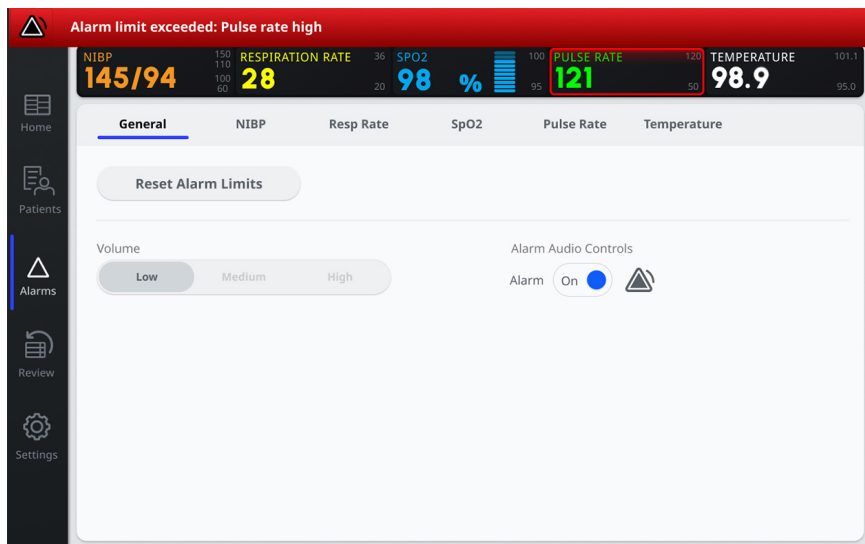 Alarm limit exceeded: Pulse rate high
NIBP 150 110 RESPIRATION RATE 36 SPO2 100 PULSE RATE 120 TEMPERATURE 101.1
145/94 100 60 28 20 98 % 95 121 50 98.9 95.0
Home
Patients
Alarms
Review
Settings
General NIBP Resp Rate SpO2 Pulse Rate Temperature
Reset Alarm Limits
Volume
Low Medium High
Alarm Audio Controls
Alarm On